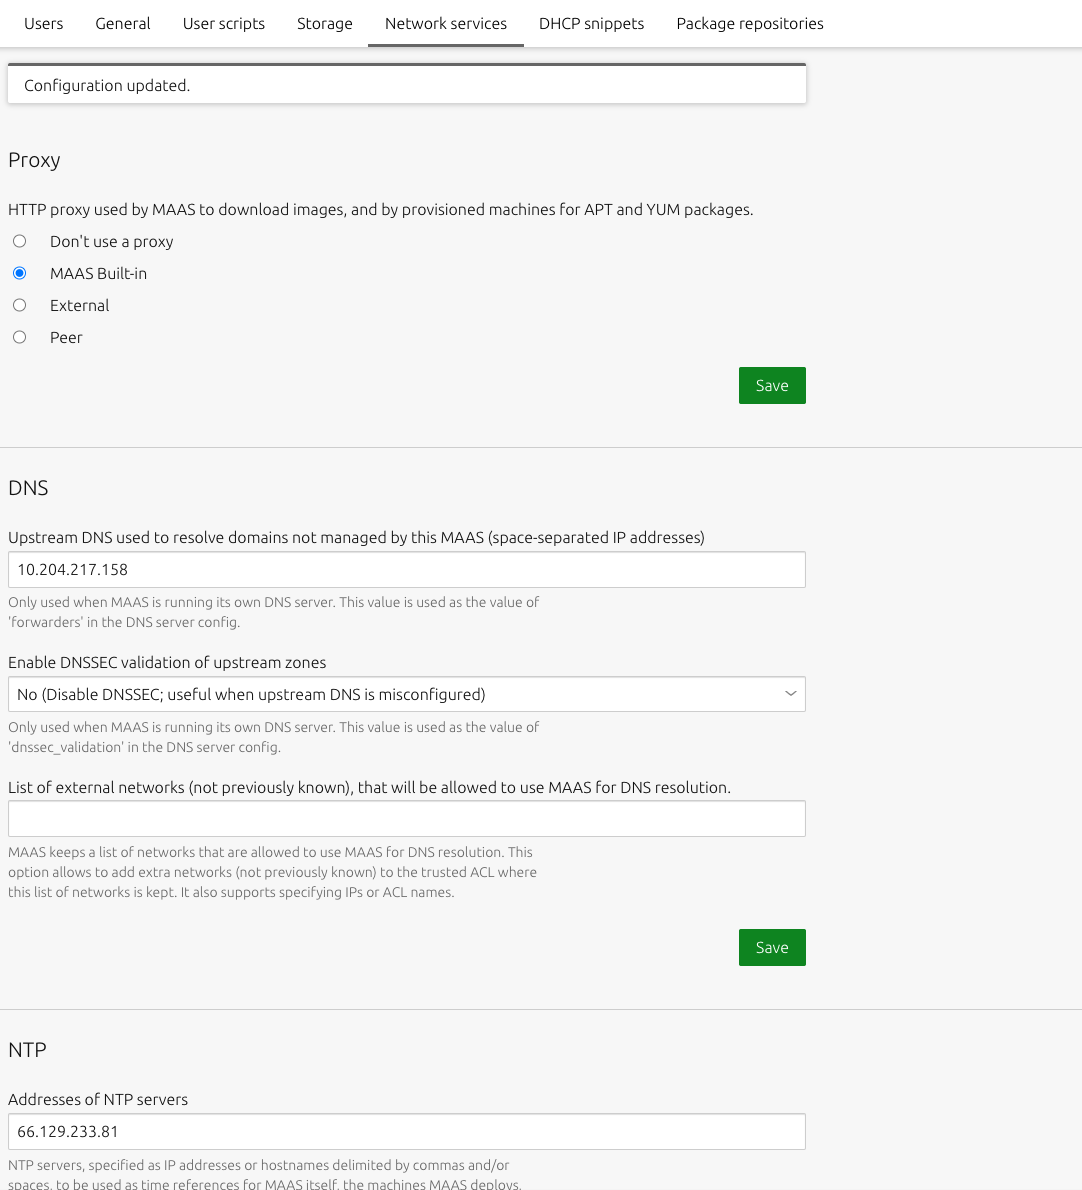 Users General User scripts Storage Network services DHCP snippets Package repositories
Configuration updated.
Proxy
HTTP proxy used by MAAS to download images, and by provisioned machines for APT and YUM packages.
Don't use a proxy
MAAS Built-in
External
Peer
Save
DNS
Upstream DNS used to resolve domains not managed by this MAAS (space-separated IP addresses)
10.204.217.158
Only used when MAAS is running its own DNS server. This value is used as the value of
'forwarders' in the DNS server config.
Enable DNSSEC validation of upstream zones
No (Disable DNSSEC; useful when upstream DNS is misconfigured)
Only used when MAAS is running its own DNS server. This value is used as the value of
'dnssec_validation' in the DNS server config.
List of external networks (not previously known), that will be allowed to use MAAS for DNS resolution.
MAAS keeps a list of networks that are allowed to use MAAS for DNS resolution. This
option allows to add extra networks (not previously known) to the trusted ACL where
this list of networks is kept. It also supports specifying IPs or ACL names.
Save
NTP
Addresses of NTP servers
66.129.233.81
NTP servers, specified as IP addresses or hostnames delimited by commas and/or
spaces, to be used as time references for MAAS itself, the machines MAAS deploys,